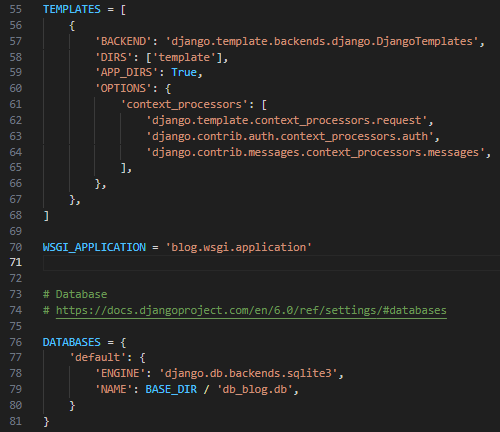 55 TEMPLATES = [
56     {
57         'BACKEND': 'django.template.backends.django.DjangoTemplates',
58         'DIRS': ['template'],
59         'APP_DIRS': True,
60         'OPTIONS': {
61             'context_processors': [
62                 'django.template.context_processors.request',
63                 'django.contrib.auth.context_processors.auth',
64                 'django.contrib.messages.context_processors.messages',
65             ],
66         },
67     },
68 ]
69
70 WSGI_APPLICATION = 'blog.wsgi.application'
71
72
73 # Database
74 # https://docs.djangoproject.com/en/6.0/ref/settings/#databases
75
76 DATABASES = {
77     'default': {
78         'ENGINE': 'django.db.backends.sqlite3',
79         'NAME': BASE_DIR / 'db_blog.db',
80     }
81 }